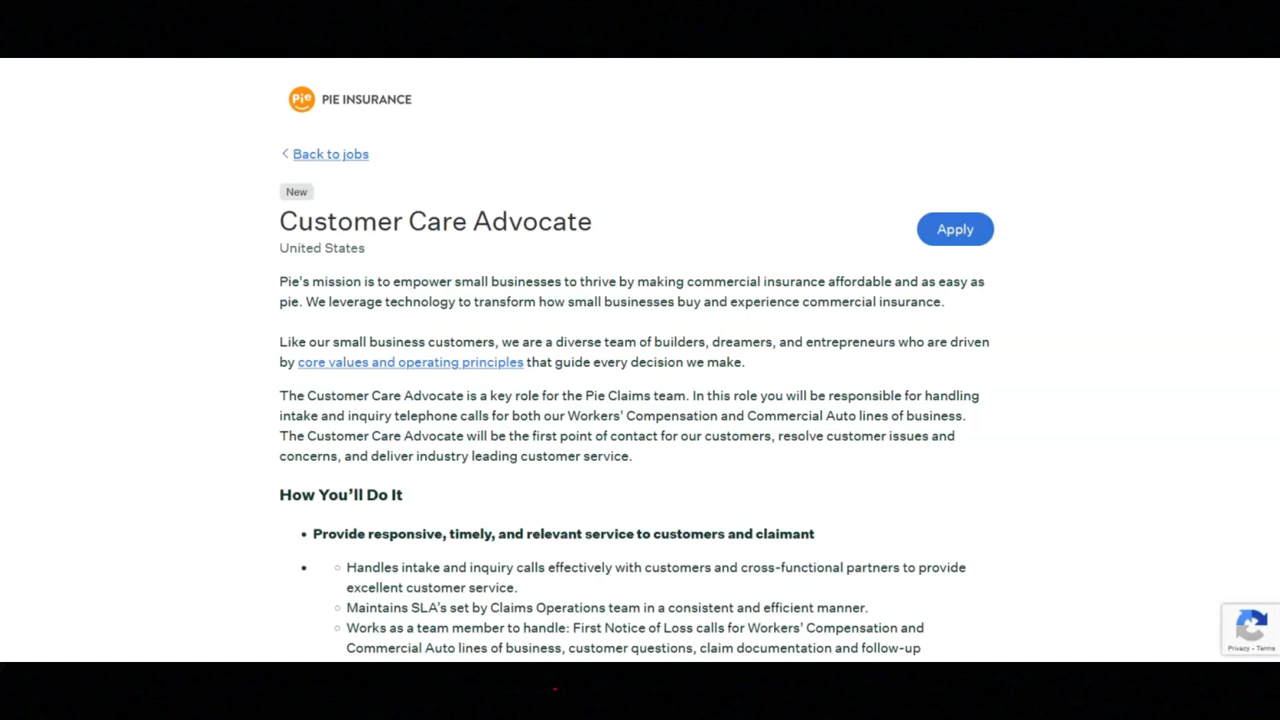 Pie PIE INSURANCE
Back to jobs
New
Customer Care Advocate
United States
Apply
Pie's mission is to empower small businesses to thrive by making commercial insurance affordable and as easy as
pie. We leverage technology to transform how small businesses buy and experience commercial insurance.
Like our small business customers, we are a diverse team of builders, dreamers, and entrepreneurs who are driven
by core values and operating principles that guide every decision we make.
The Customer Care Advocate is a key role for the Pie Claims team. In this role you will be responsible for handling
intake and inquiry telephone calls for both our Workers' Compensation and Commercial Auto lines of business.
The Customer Care Advocate will be the first point of contact for our customers, resolve customer issues and
concerns, and deliver industry leading customer service.
How You'll Do It
• Provide responsive, timely, and relevant service to customers and claimant
• ○ Handles intake and inquiry calls effectively with customers and cross-functional partners to provide
excellent customer service.
○ Maintains SLA's set by Claims Operations team in a consistent and efficient manner.
○ Works as a team member to handle: First Notice of Loss calls for Workers' Compensation and
Commercial Auto lines of business, customer questions, claim documentation and follow-up
Privacy - Terms